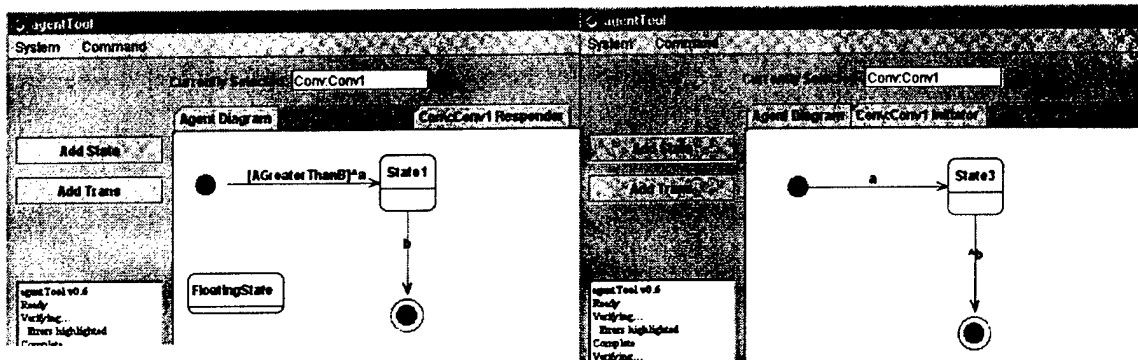 agentTool
System Command
Currently Selected: Conv:Conv1
Agent Diagram Conv:Conv1 Responder
Add State
Add Trans
[AGreaterThanB]^a
State1
b
FloatingState
agentTool v0.6
Ready
Verifying...
Errors highlighted
Complete
agentTool
System Command
Currently Selected: Conv:Conv1
Agent Diagram Conv:Conv1 Initiator
Add State
Add Trans
a
State3
^b
agentTool v0.6
Ready
Verifying...
Errors highlighted
Complete
Verifying...